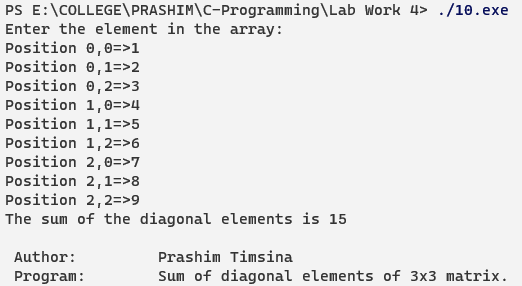 PS E:\COLLEGE\PRASHIM\C-Programming\Lab Work 4> ./10.exe
Enter the element in the array:
Position 0,0=>1
Position 0,1=>2
Position 0,2=>3
Position 1,0=>4
Position 1,1=>5
Position 1,2=>6
Position 2,0=>7
Position 2,1=>8
Position 2,2=>9
The sum of the diagonal elements is 15
Author: Prashim Timsina
Program: Sum of diagonal elements of 3x3 matrix.